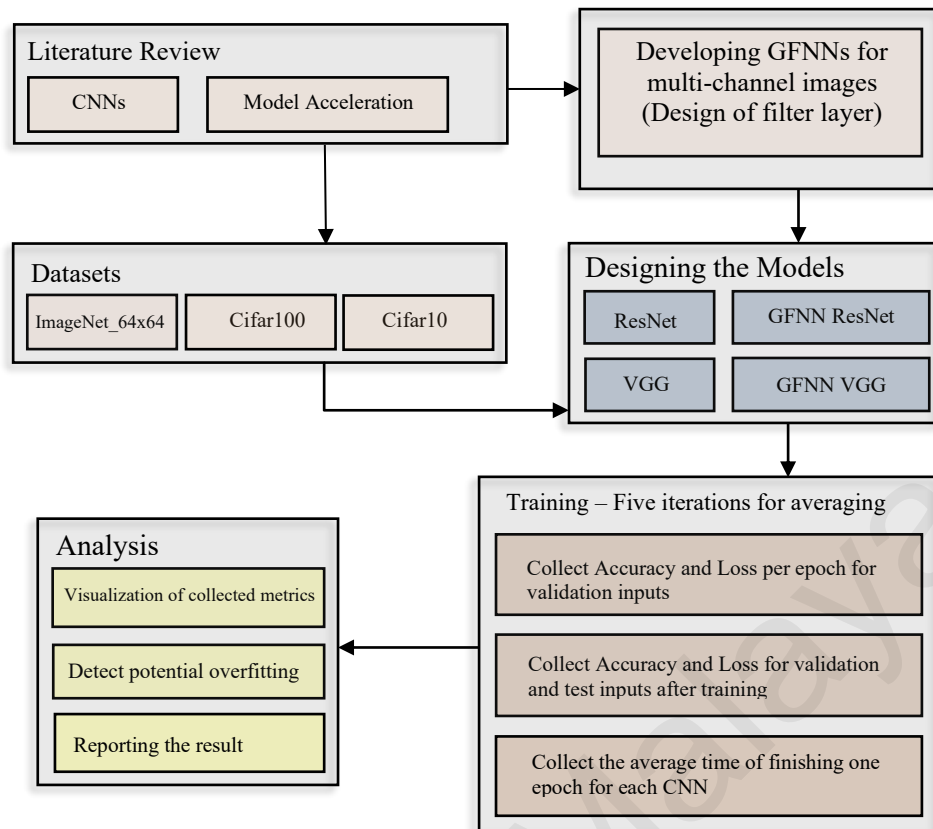 Literature Review
CNNs
Model Acceleration
Developing GFNNs for
multi-channel images
(Design of filter layer)
Datasets
ImageNet_64x64
Cifar100
Cifar10
Designing the Models
ResNet
GFNN ResNet
VGG
GFNN VGG
Training – Five iterations for averaging
Collect Accuracy and Loss per epoch for
validation inputs
Collect Accuracy and Loss for validation
and test inputs after training
Collect the average time of finishing one
epoch for each CNN
Analysis
Visualization of collected metrics
Detect potential overfitting
Reporting the result
Malaya